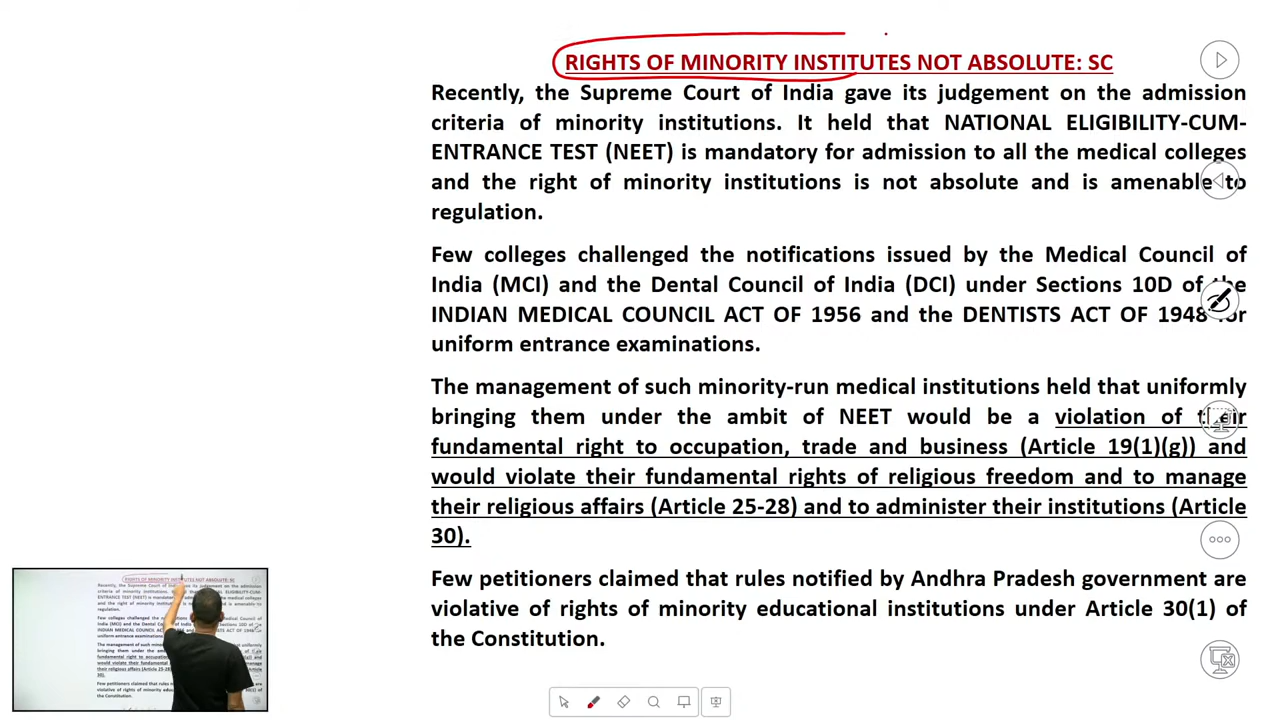 RIGHTS OF MINORITY INSTITUTES NOT ABSOLUTE: SC
Recently, the Supreme Court of India gave its judgement on the admission
criteria of minority institutions. It held that NATIONAL ELIGIBILITY-CUM-
ENTRANCE TEST (NEET) is mandatory for admission to all the medical colleges
and the right of minority institutions is not absolute and is amenable to
regulation.
Few colleges challenged the notifications issued by the Medical Council of
India (MCI) and the Dental Council of India (DCI) under Sections 10D of the
INDIAN MEDICAL COUNCIL ACT OF 1956 and the DENTISTS ACT OF 1948 for
uniform entrance examinations.
The management of such minority-run medical institutions held that uniformly
bringing them under the ambit of NEET would be a violation of their
fundamental right to occupation, trade and business (Article 19(1)(g)) and
would violate their fundamental rights of religious freedom and to manage
their religious affairs (Article 25-28) and to administer their institutions (Article
30).
Few petitioners claimed that rules notified by Andhra Pradesh government are
violative of rights of minority educational institutions under Article 30(1) of
the Constitution.